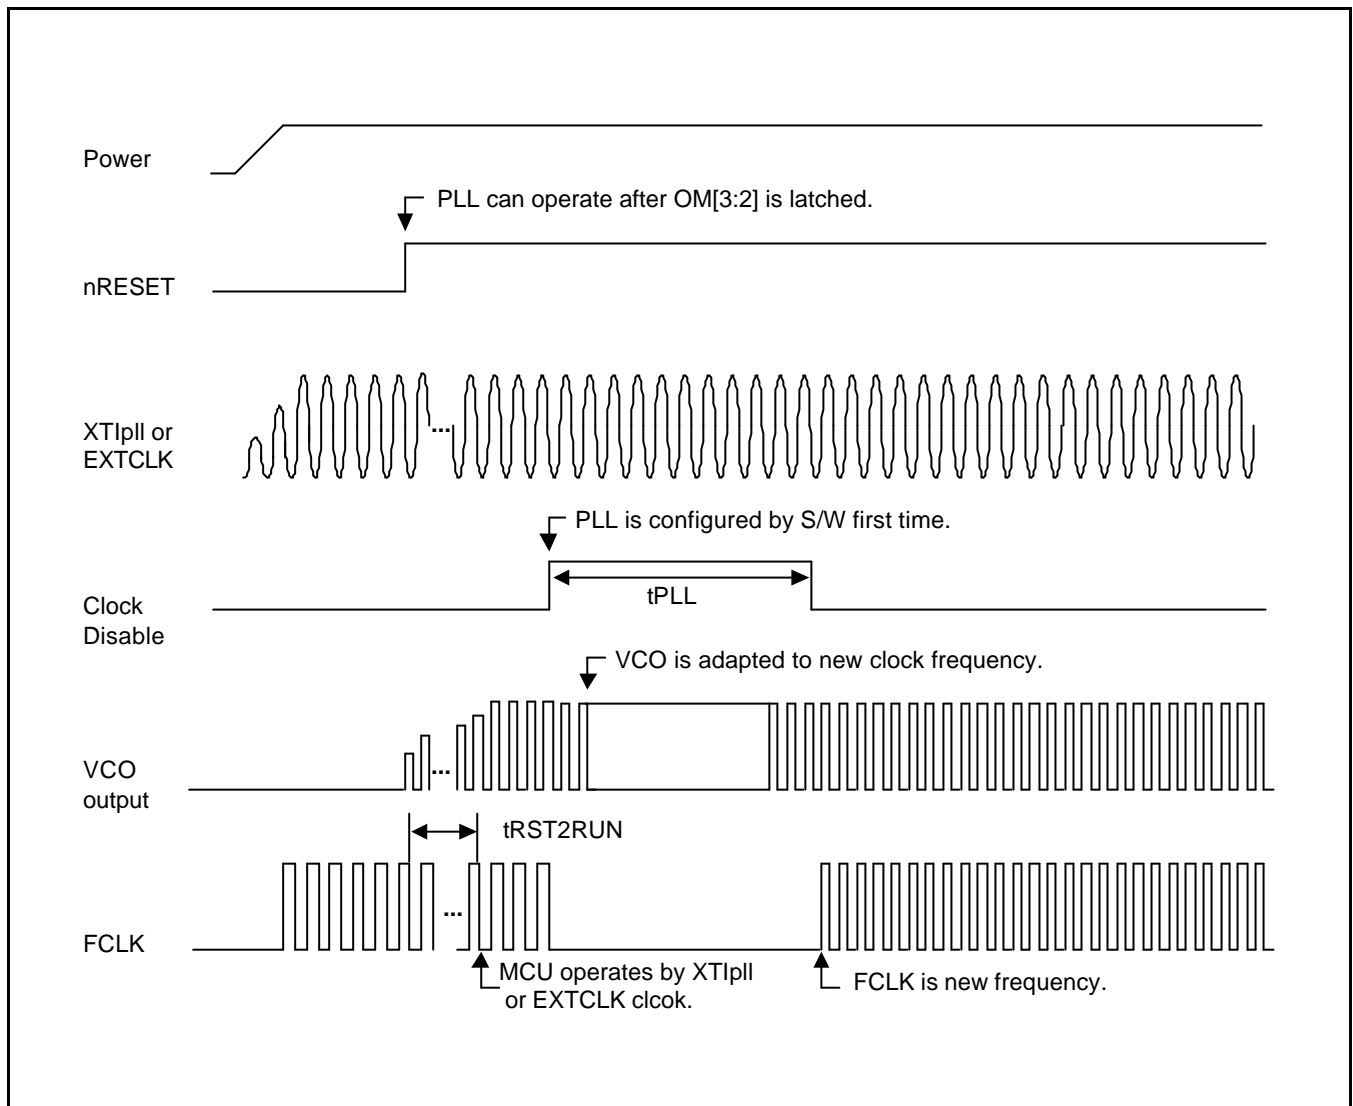 Power
PLL can operate after OM[3:2] is latched.
nRESET
XTIpll or
EXTCLK
...
PLL is configured by S/W first time.
tPLL
Clock
Disable
VCO is adapted to new clock frequency.
VCO
output
...
tRST2RUN
...
FCLK
MCU operates by XTIpll
or EXTCLK clcok.
FCLK is new frequency.